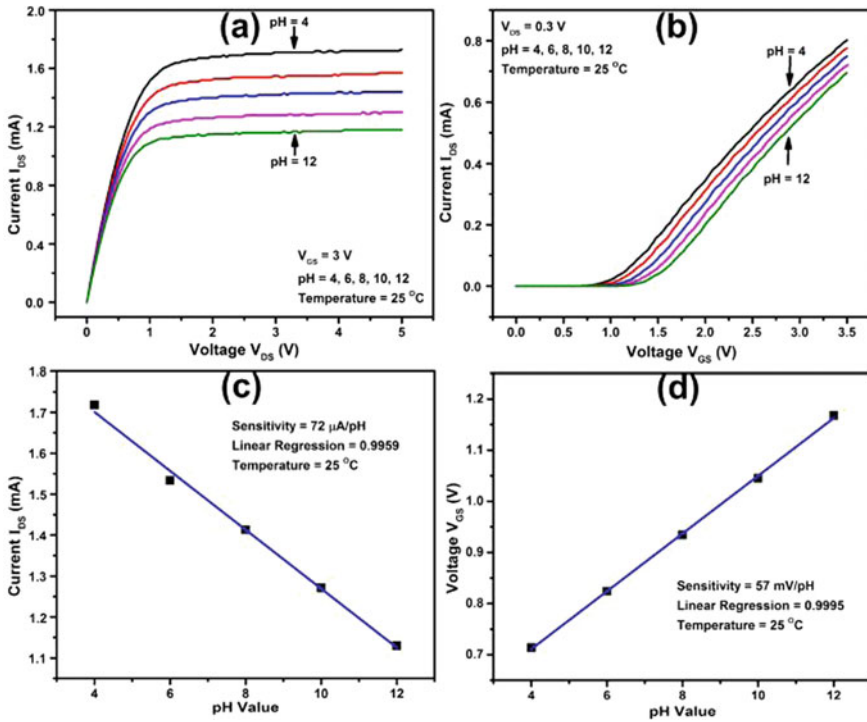 (a)
2.0
1.6
1.2
0.8
0.4
0.0
Current I_DS (mA)
pH = 4
pH = 12
V_GS = 3 V
pH = 4, 6, 8, 10, 12
Temperature = 25 °C
0 1 2 3 4 5
Voltage V_DS (V)
(b)
V_DS = 0.3 V
pH = 4, 6, 8, 10, 12
Temperature = 25 °C
pH = 4
pH = 12
0.8
0.6
0.4
0.2
0.0
Current I_DS (mA)
0.0 0.5 1.0 1.5 2.0 2.5 3.0 3.5
Voltage V_GS (V)
(c)
1.8
1.7
1.6
1.5
1.4
1.3
1.2
1.1
Current I_DS (mA)
Sensitivity = 72 μA/pH
Linear Regression = 0.9959
Temperature = 25 °C
4 6 8 10 12
pH Value
(d)
1.2
1.1
1.0
0.9
0.8
0.7
Voltage V_GS (V)
Sensitivity = 57 mV/pH
Linear Regression = 0.9995
Temperature = 25 °C
4 6 8 10 12
pH Value